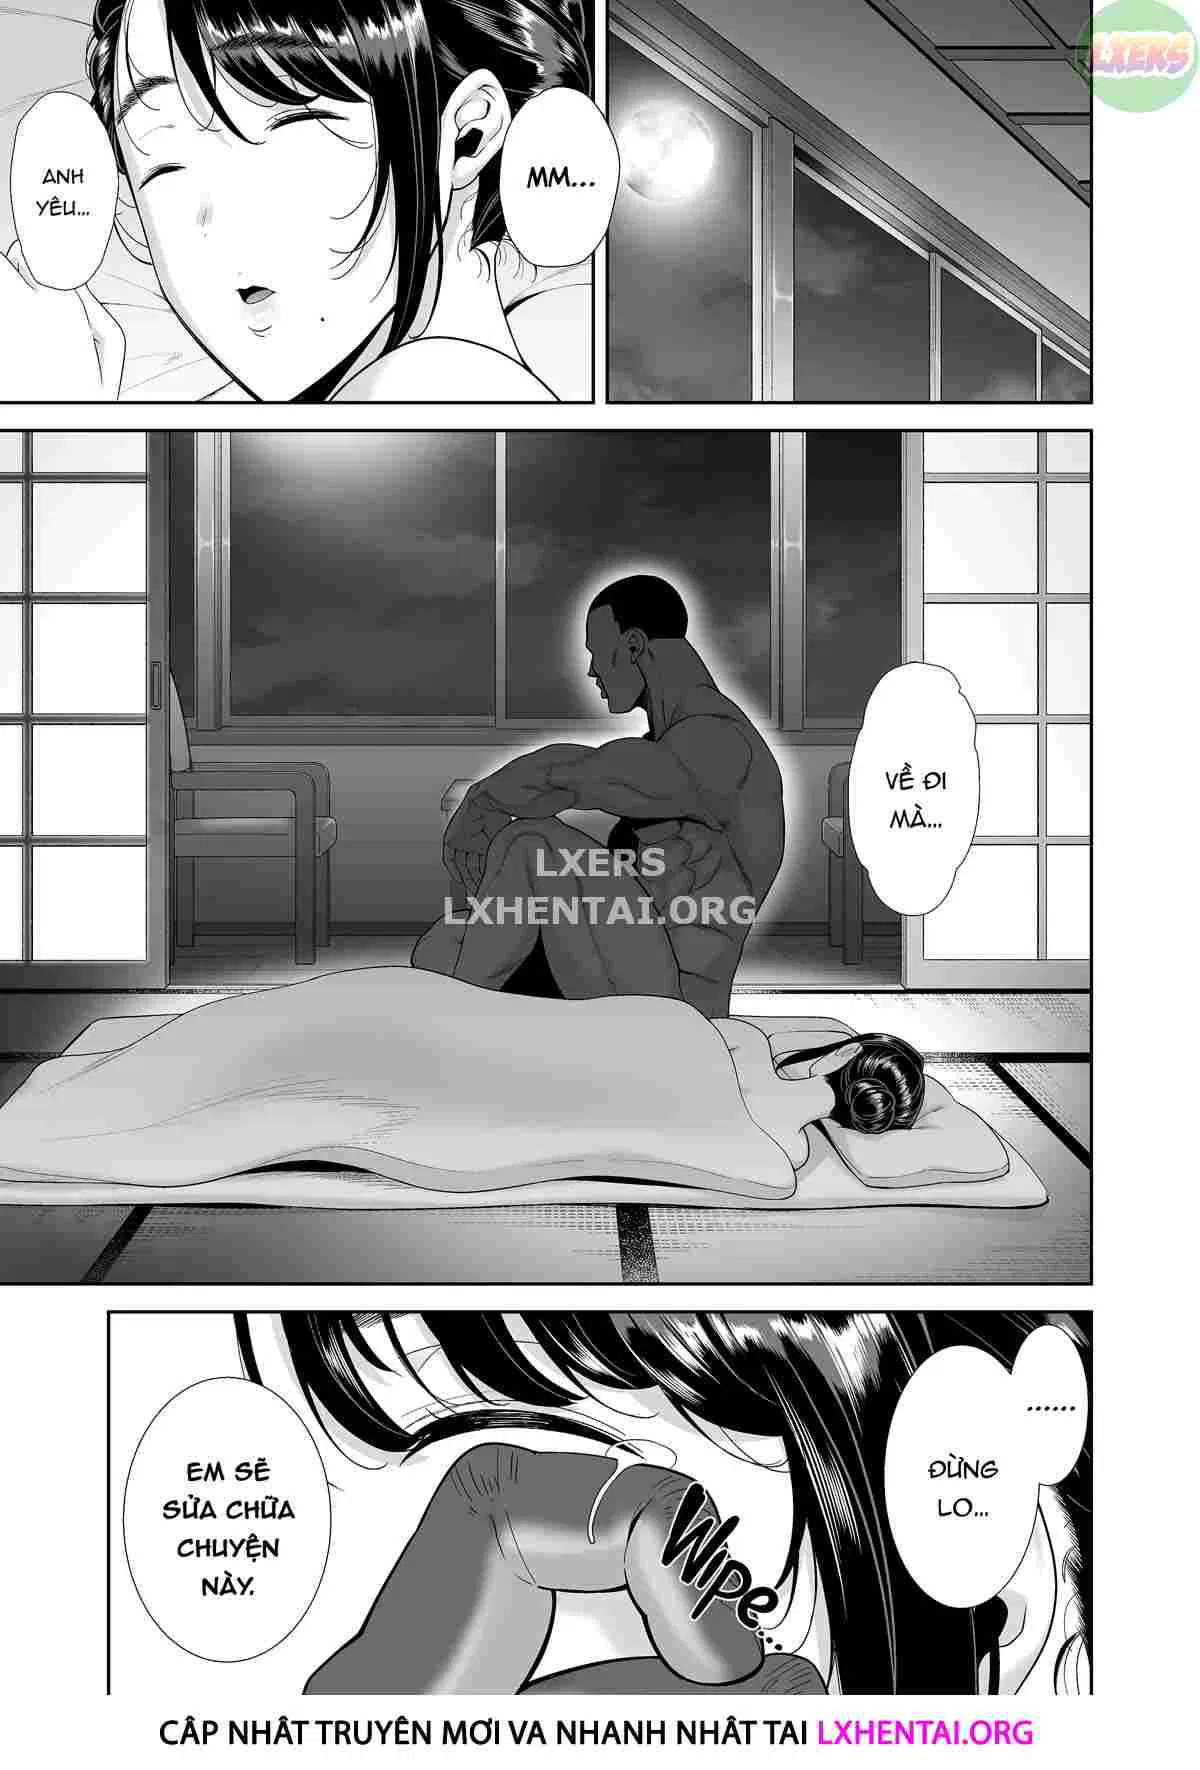 LXERS
MM...
ANH
YÊU...
VỀ ĐI
MÀ...
LXERS
LXHENTAI.ORG
......
ĐỪNG
LO...
WIPE...
EM SẼ
SỬA CHỮA
CHUYỆN
NÀY.
CẬP NHẬT TRUYỆN MỚI VÀ NHANH NHẤT TẠI LXHENTAI.ORG